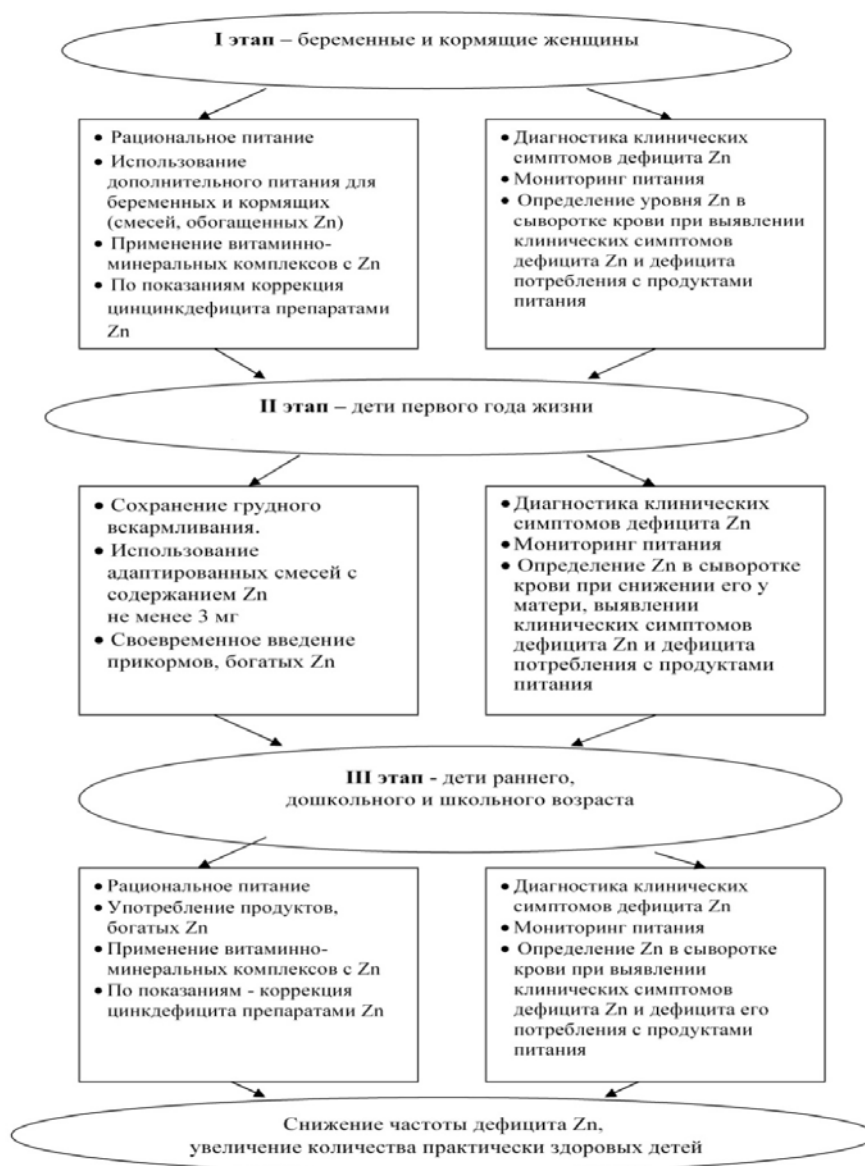 I этап – беременные и кормящие женщины
• Рациональное питание
• Использование
дополнительного питания для
беременных и кормящих
(смесей, обогащенных Zn)
• Применение витаминно-
минеральных комплексов с Zn
• По показаниям коррекция
цинцинкдефицита препаратами
Zn
• Диагностика клинических
симптомов дефицита Zn
• Мониторинг питания
• Определение уровня Zn в
сыворотке крови при выявлении
клинических симптомов
дефицита Zn и дефицита
потребления с продуктами
питания
II этап – дети первого года жизни
• Сохранение грудного
вскармливания.
• Использование
адаптированных смесей с
содержанием Zn
не менее 3 мг
• Своевременное введение
прикормов, богатых Zn
• Диагностика клинических
симптомов дефицита Zn
• Мониторинг питания
• Определение Zn в сыворотке
крови при снижении его у
матери, выявлении
клинических симптомов
дефицита Zn и дефицита
потребления с продуктами
питания
III этап - дети раннего,
дошкольного и школьного возраста
• Рациональное питание
• Употребление продуктов,
богатых Zn
• Применение витаминно-
минеральных комплексов с Zn
• По показаниям - коррекция
цинкдефицита препаратами Zn
• Диагностика клинических
симптомов дефицита Zn
• Мониторинг питания
• Определение Zn в сыворотке
крови при выявлении
клинических симптомов
дефицита Zn и дефицита его
потребления с продуктами
питания
Снижение частоты дефицита Zn,
увеличение количества практически здоровых детей